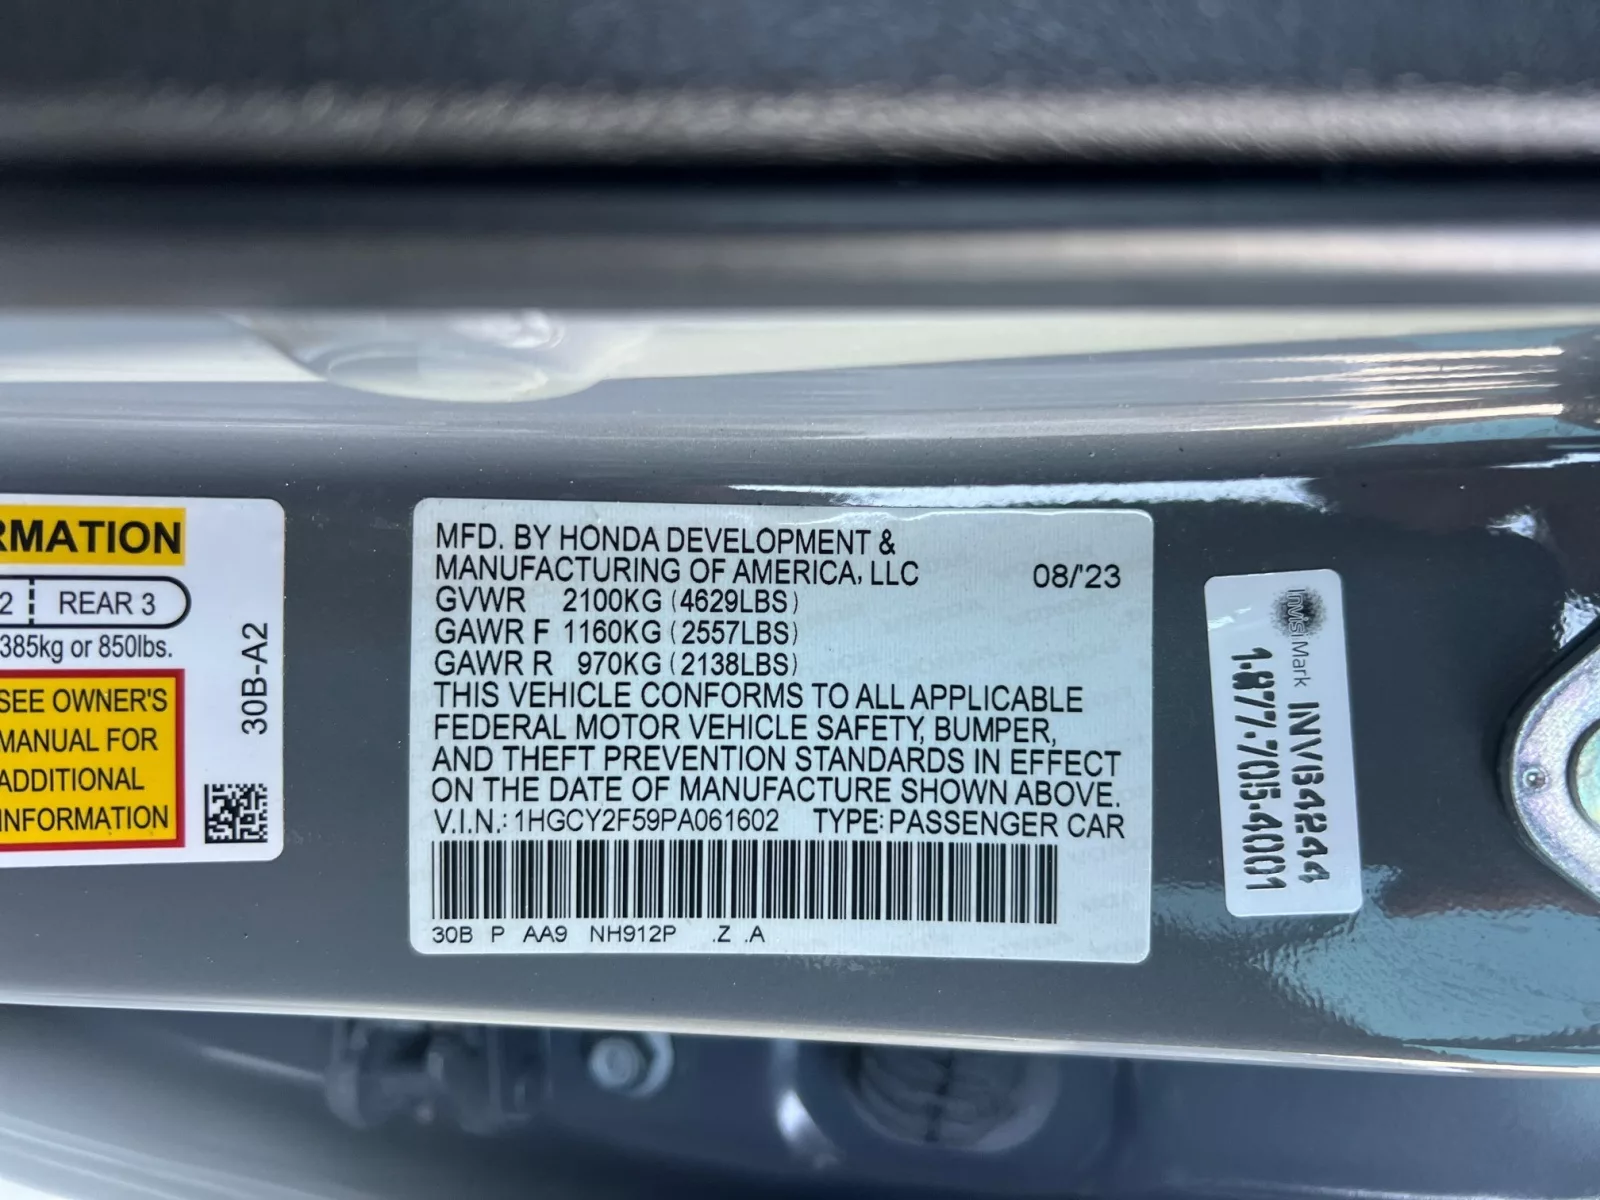 RMATION
2 REAR 3
385kg or 850lbs.
SEE OWNER'S
MANUAL FOR
ADDITIONAL
INFORMATION
30B-A2
MFD. BY HONDA DEVELOPMENT &
MANUFACTURING OF AMERICA, LLC 08/'23
GVWR 2100KG (4629LBS)
GAWR F 1160KG (2557LBS)
GAWR R 970KG (2138LBS)
THIS VEHICLE CONFORMS TO ALL APPLICABLE
FEDERAL MOTOR VEHICLE SAFETY, BUMPER,
AND THEFT PREVENTION STANDARDS IN EFFECT
ON THE DATE OF MANUFACTURE SHOWN ABOVE.
V.I.N.: 1HGCY2F59PA061602 TYPE: PASSENGER CAR
30B P AA9 NH912P .Z .A
InvisiMark INVB4244
1.877.705.4001